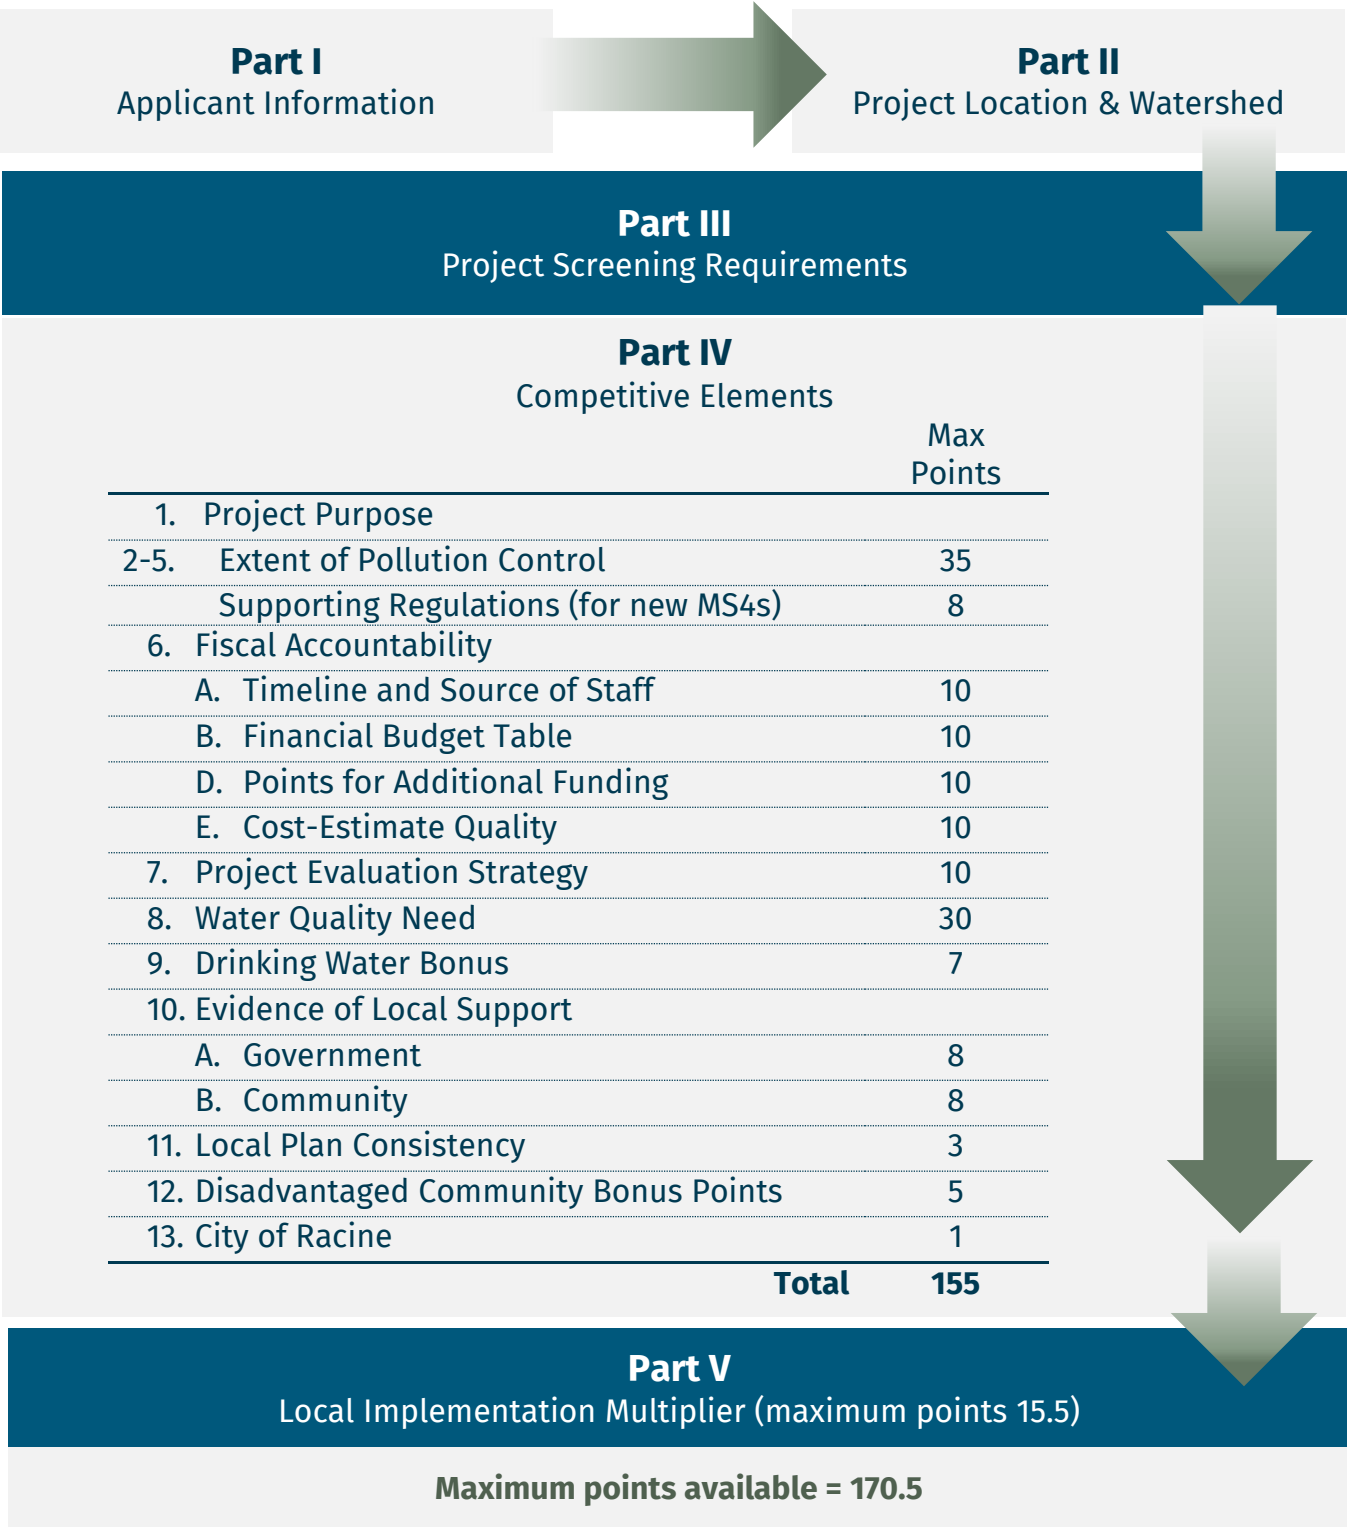 Part I
Applicant Information
Part II
Project Location & Watershed
Part III
Project Screening Requirements
Part IV
Competitive Elements
Max
Points
1. Project Purpose
2-5. Extent of Pollution Control 35
Supporting Regulations (for new MS4s) 8
6. Fiscal Accountability
A. Timeline and Source of Staff 10
B. Financial Budget Table 10
D. Points for Additional Funding 10
E. Cost-Estimate Quality 10
7. Project Evaluation Strategy 10
8. Water Quality Need 30
9. Drinking Water Bonus 7
10. Evidence of Local Support
A. Government 8
B. Community 8
11. Local Plan Consistency 3
12. Disadvantaged Community Bonus Points 5
13. City of Racine 1
Total 155
Part V
Local Implementation Multiplier (maximum points 15.5)
Maximum points available = 170.5